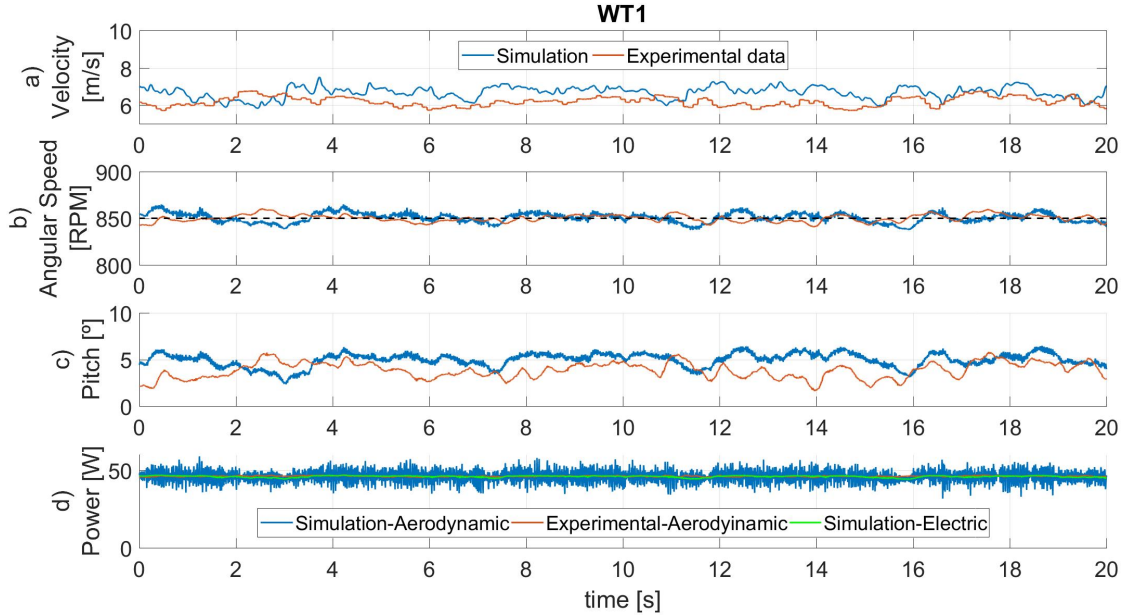 WT1
a)
Velocity
[m/s]
10
8
6
Simulation
Experimental data
0 2 4 6 8 10 12 14 16 18 20
b)
Angular Speed
[RPM]
900
850
800
0 2 4 6 8 10 12 14 16 18 20
c)
Pitch [º]
10
5
0
0 2 4 6 8 10 12 14 16 18 20
d)
Power [W]
50
0
Simulation-Aerodynamic
Experimental-Aerodyinamic
Simulation-Electric
0 2 4 6 8 10 12 14 16 18 20
time [s]